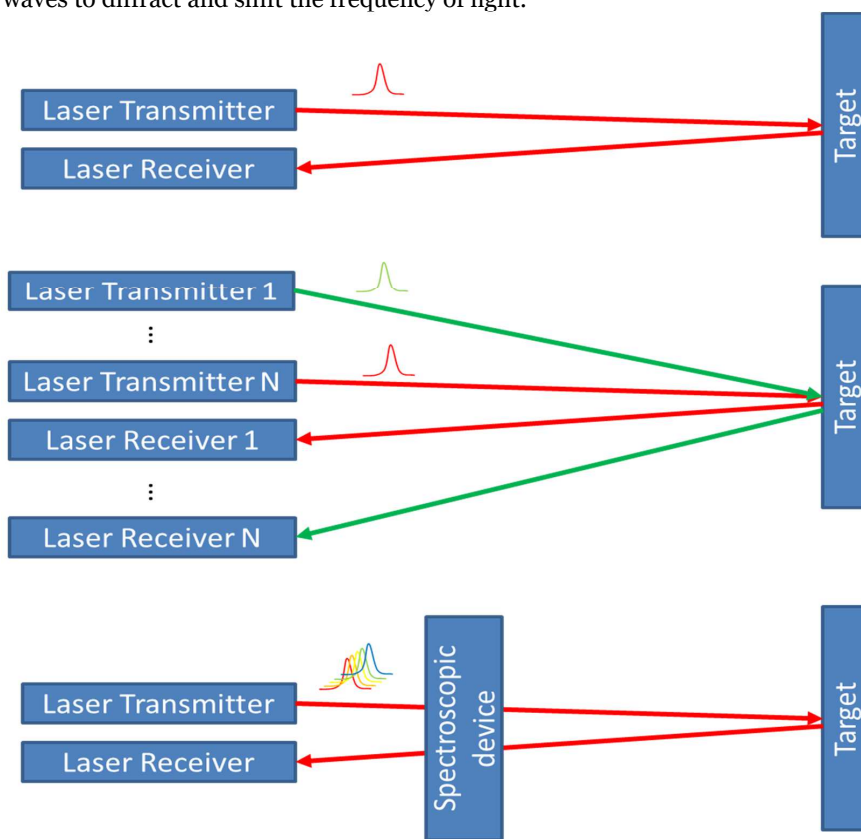 waves to diffract and shift the frequency of light.
Laser Transmitter
Laser Receiver
Target
Laser Transmitter 1
...
Laser Transmitter N
Laser Receiver 1
...
Laser Receiver N
Target
Laser Transmitter
Laser Receiver
Spectroscopic
device
Target